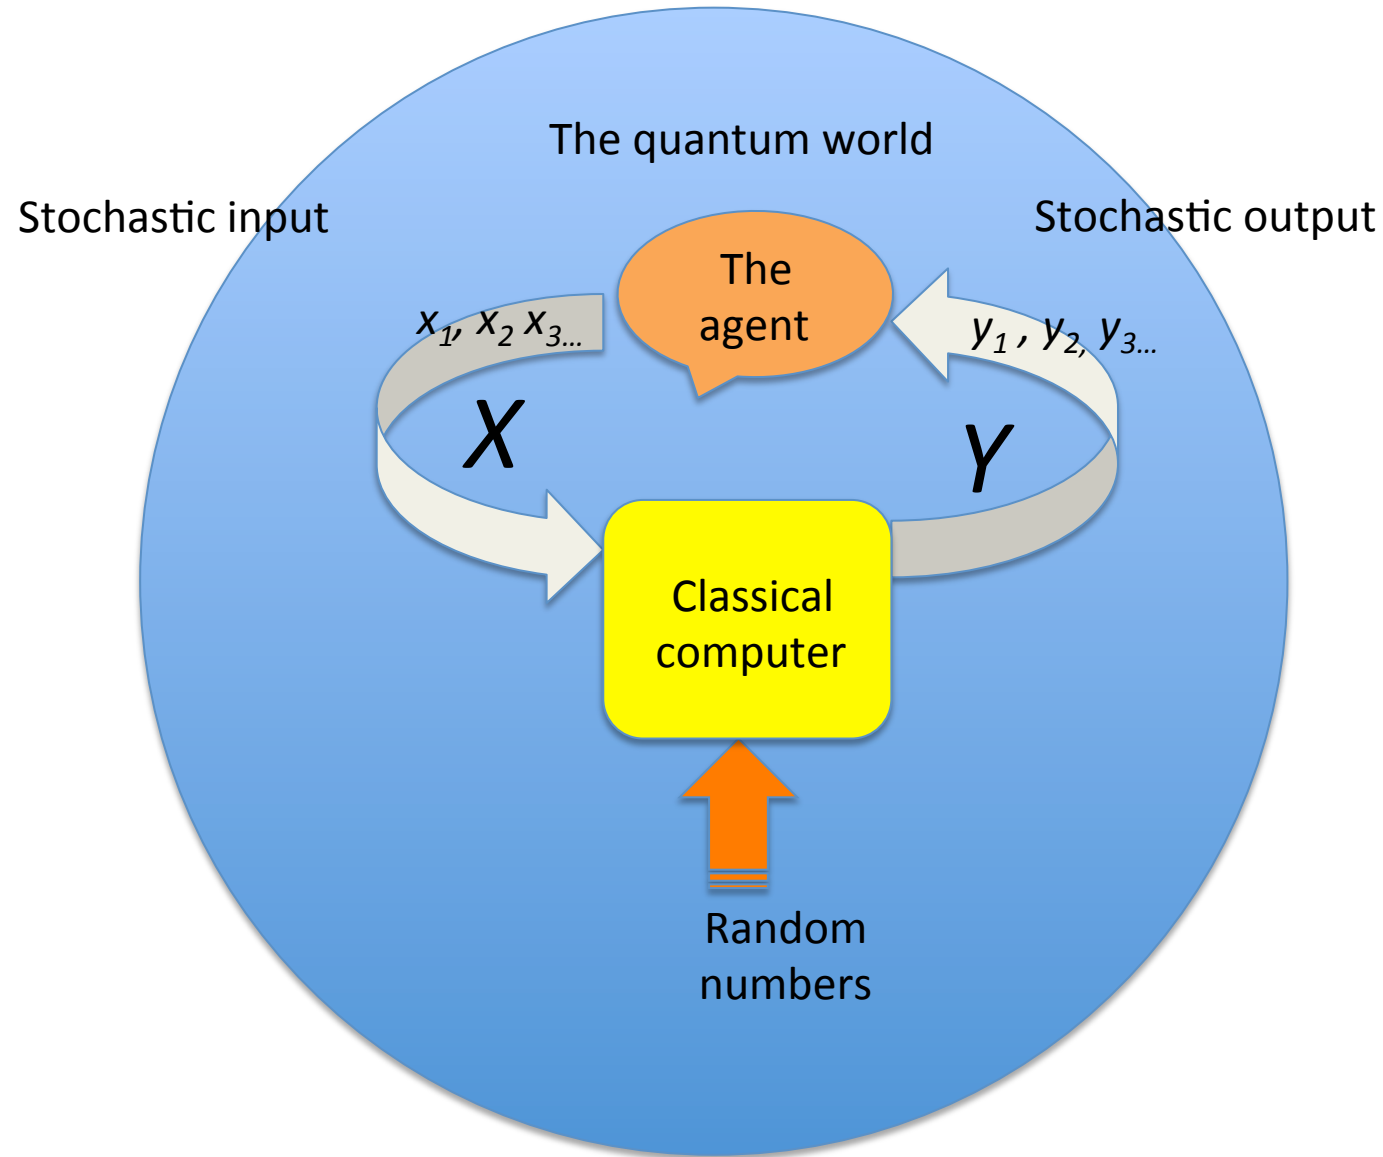 The quantum world
Stochastic input
Stochastic output
The
agent
x1, x2 x3...
y1 , y2, y3...
X
Y
Classical
computer
Random
numbers